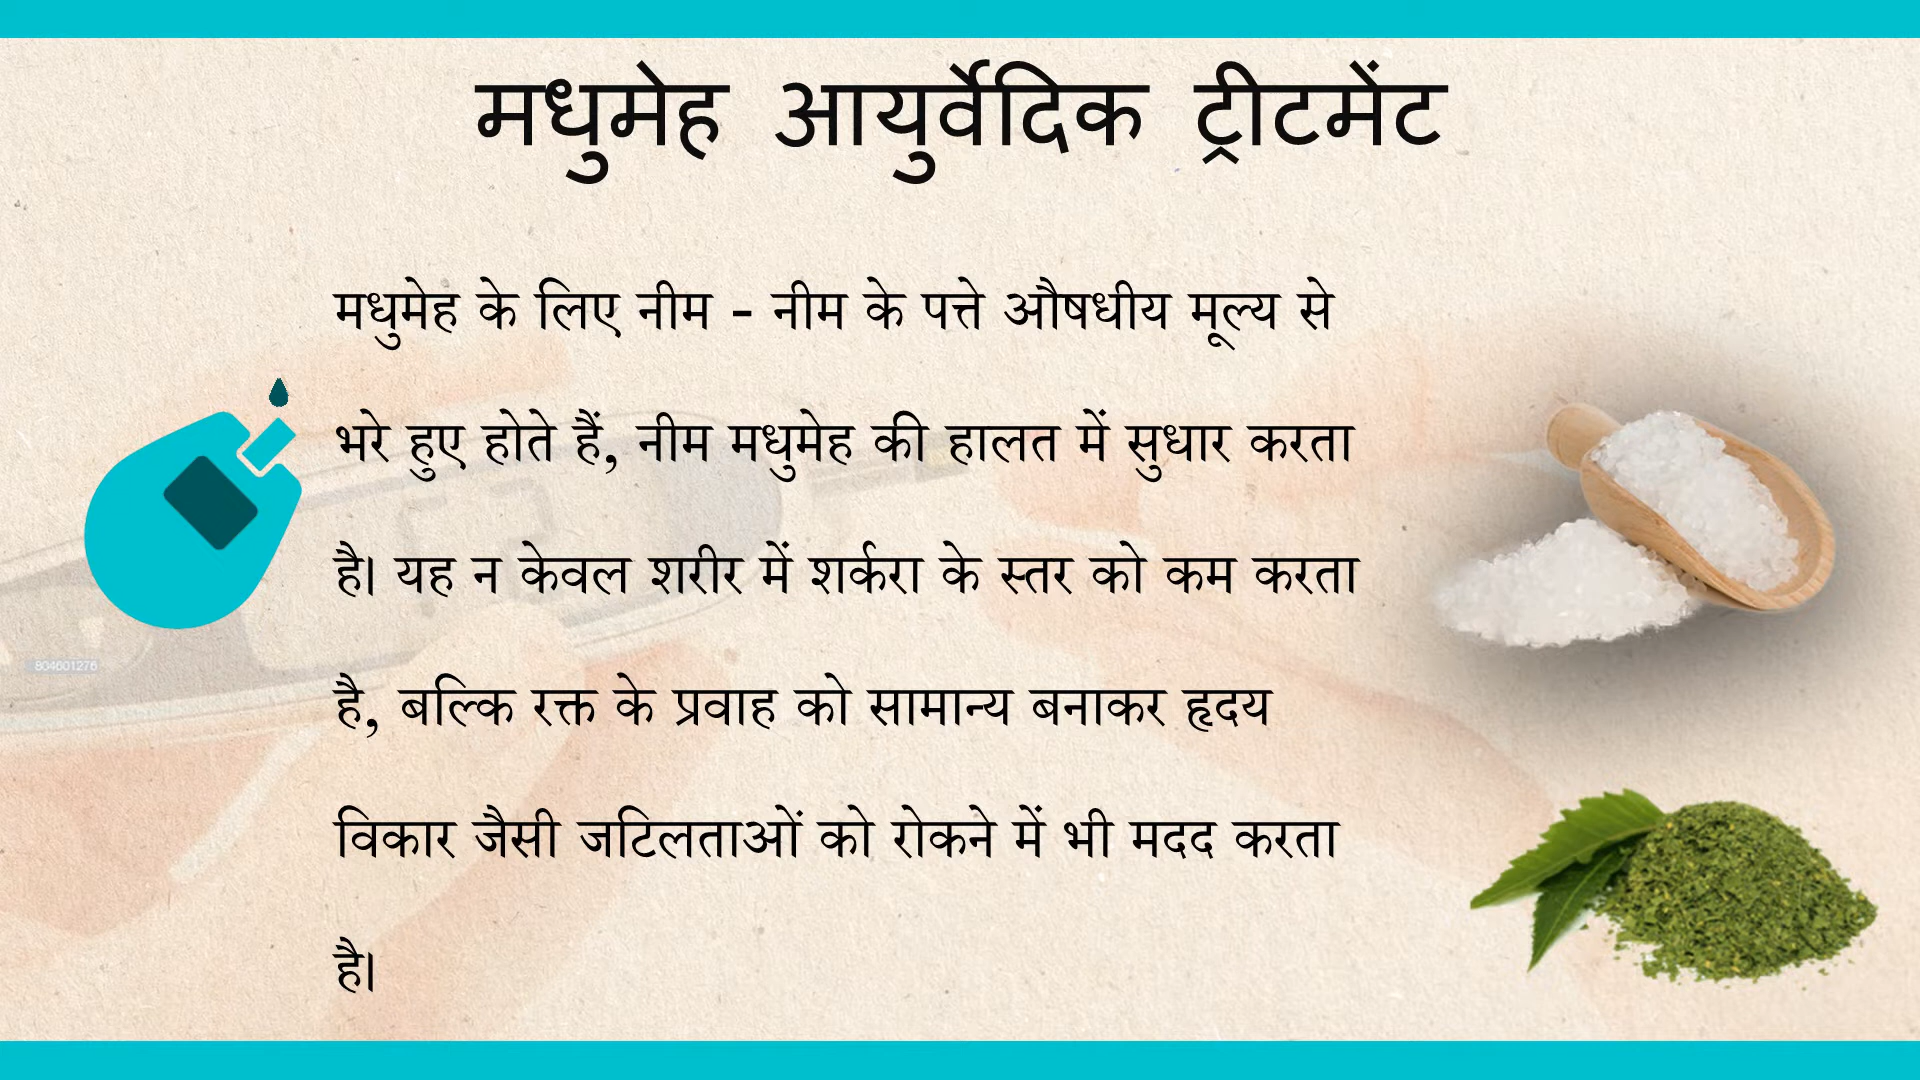 मधुमेह आयुर्वेदिक ट्रीटमेंट
मधुमेह के लिए नीम - नीम के पत्ते औषधीय मूल्य से
भरे हुए होते हैं, नीम मधुमेह की हालत में सुधार करता
है। यह न केवल शरीर में शर्करा के स्तर को कम करता
है, बल्कि रक्त के प्रवाह को सामान्य बनाकर हृदय
विकार जैसी जटिलताओं को रोकने में भी मदद करता
है।
804601276